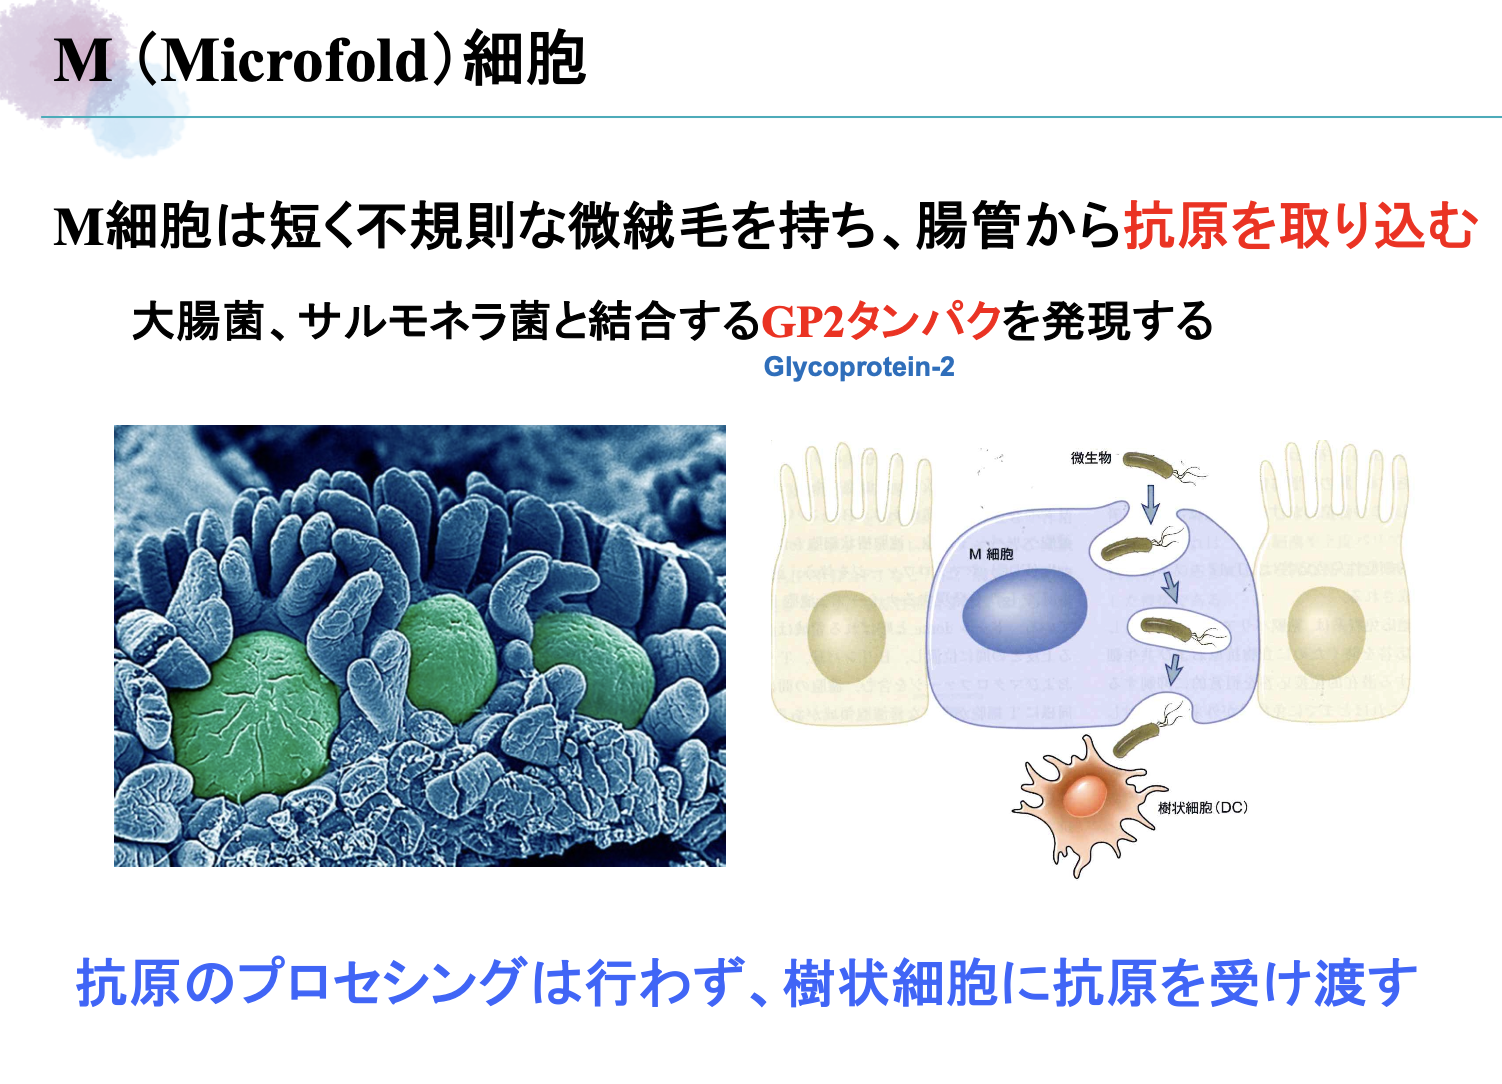 M（Microfold）細胞
M細胞は短く不規則な微絨毛を持ち、腸管から抗原を取り込む
大腸菌、サルモネラ菌と結合するGP2タンパクを発現する
Glycoprotein-2
微生物
M 細胞
樹状細胞（DC）
抗原のプロセシングは行わず、樹状細胞に抗原を受け渡す